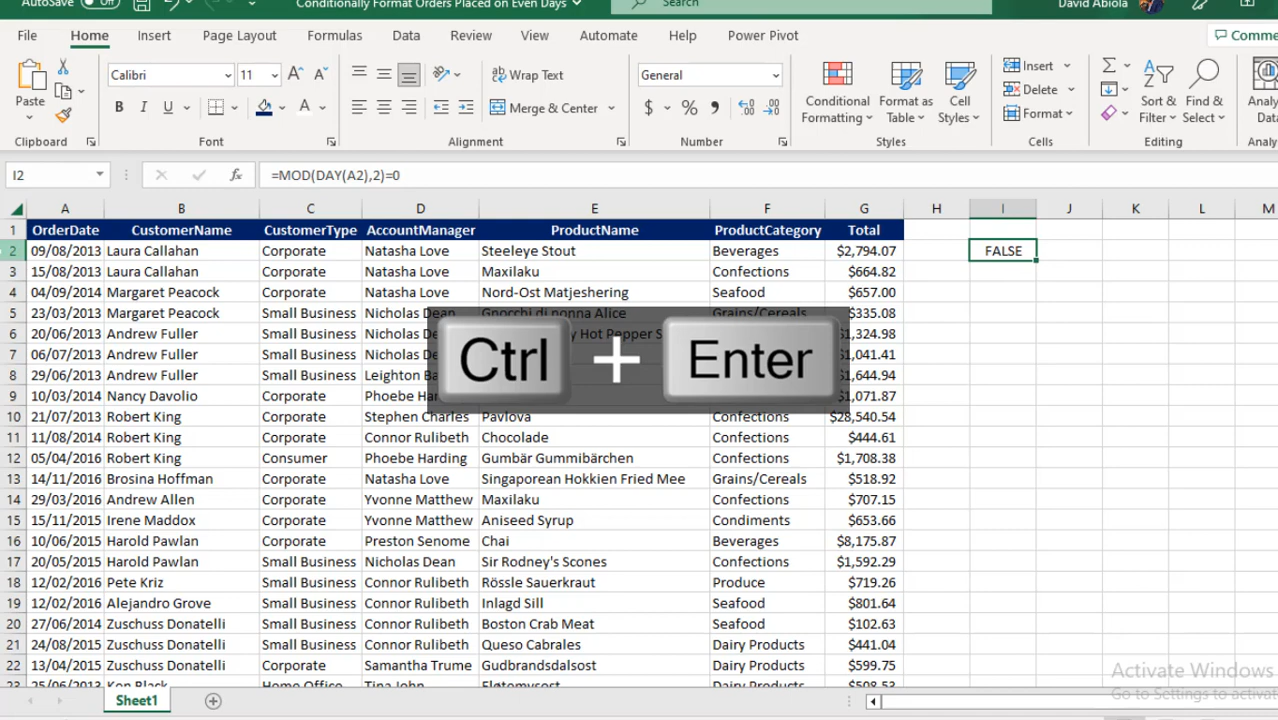 AutoSave Off Conditionally Format Orders Placed on Even Days Search David Abiola
File Home Insert Page Layout Formulas Data Review View Automate Help Power Pivot
Calibri 11 Wrap Text General Insert
Paste B I U Merge & Center $ % Conditional Formatting Format as Table Cell Styles Delete Format Sort & Filter Find & Select
Clipboard Font Alignment Number Styles Cells
I2 fx =MOD(DAY(A2),2)=0
A B C D E F G H I J K L M
1 OrderDate CustomerName CustomerType AccountManager ProductName ProductCategory Total
2 09/08/2013 Laura Callahan Corporate Natasha Love Steeleye Stout Beverages $2,794.07 FALSE
3 15/08/2013 Laura Callahan Corporate Natasha Love Maxilaku Confections $664.82
4 04/09/2014 Margaret Peacock Corporate Natasha Love Nord-Ost Matjeshering Seafood $657.00
5 23/03/2013 Margaret Peacock Small Business Nicholas Dean Gnocchi di nonna Alice Grains/Cereals $335.08
6 20/06/2013 Andrew Fuller Small Business Nicholas Hot Pepper $1,324.98
7 06/07/2013 Andrew Fuller Small Business $1,041.41
8 29/06/2013 Andrew Fuller Small Business Leighton $1,644.94
9 10/03/2014 Nancy Davolio Small Business Phoebe $1,071.87
Ctrl + Enter
10 21/07/2013 Robert King Corporate Stephen Charles Pavlova Confections $28,540.54
11 11/08/2014 Robert King Corporate Connor Rulibeth Chocolade Confections $444.61
12 05/04/2016 Robert King Consumer Phoebe Harding Gumbär Gummibärchen Confections $1,708.38
13 14/11/2016 Brosina Hoffman Corporate Natasha Love Singaporean Hokkien Fried Mee Grains/Cereals $518.92
14 29/03/2016 Andrew Allen Corporate Yvonne Matthew Maxilaku Confections $707.15
15 15/11/2015 Irene Maddox Corporate Yvonne Matthew Aniseed Syrup Condiments $653.66
16 10/06/2015 Harold Pawlan Corporate Preston Senome Chai Beverages $8,175.87
17 20/05/2015 Harold Pawlan Small Business Nicholas Dean Sir Rodney's Scones Confections $1,592.29
18 12/02/2016 Pete Kriz Small Business Connor Rulibeth Rössle Sauerkraut Produce $719.26
19 12/02/2016 Alejandro Grove Small Business Connor Rulibeth Inlagd Sill Seafood $801.64
20 27/06/2014 Zuschuss Donatelli Small Business Connor Rulibeth Boston Crab Meat Seafood $102.63
21 24/08/2015 Zuschuss Donatelli Small Business Connor Rulibeth Queso Cabrales Dairy Products $441.04
22 13/04/2015 Zuschuss Donatelli Corporate Samantha Trume Gudbrandsdalsost Dairy Products $599.75
23 25/06/2013 Ken Black Home Office Tina John Fløtemysost Dairy Products $508.53
Activate Windows
Go to Settings to activat
Sheet1